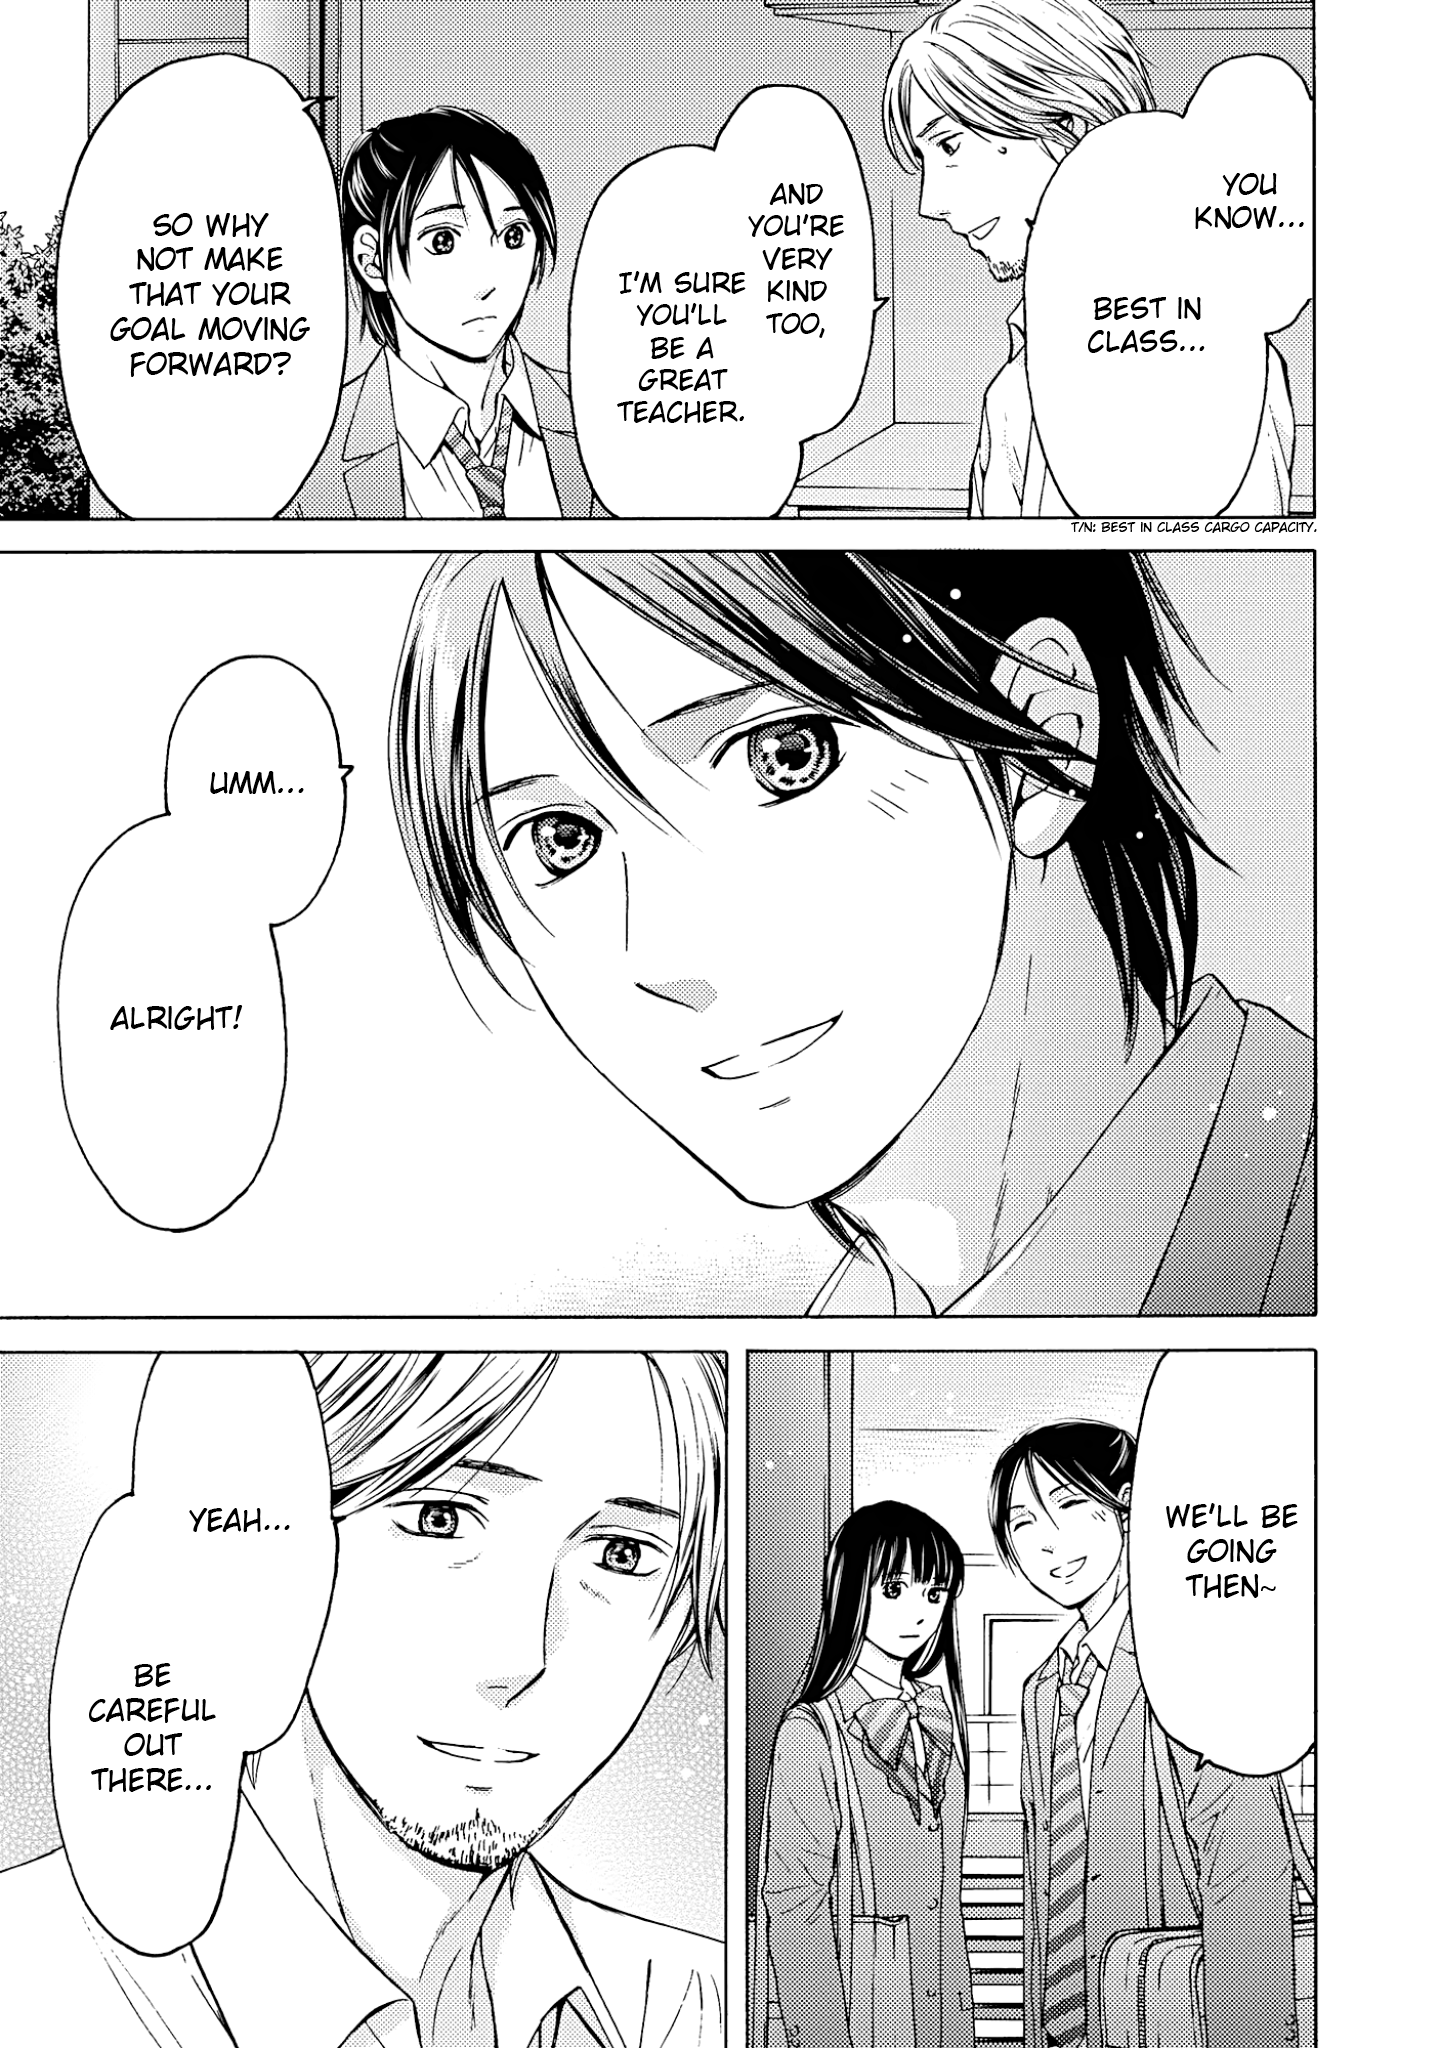 YOU
KNOW...
BEST IN
CLASS...
AND
YOU'RE
VERY
KIND
TOO,
I'M SURE
YOU'LL
BE A
GREAT
TEACHER.
SO WHY
NOT MAKE
THAT YOUR
GOAL MOVING
FORWARD?
T/N: BEST IN CLASS CARGO CAPACITY.
UMM...
ALRIGHT!
WE'LL BE
GOING
THEN~
YEAH...
BE
CAREFUL
OUT
THERE...